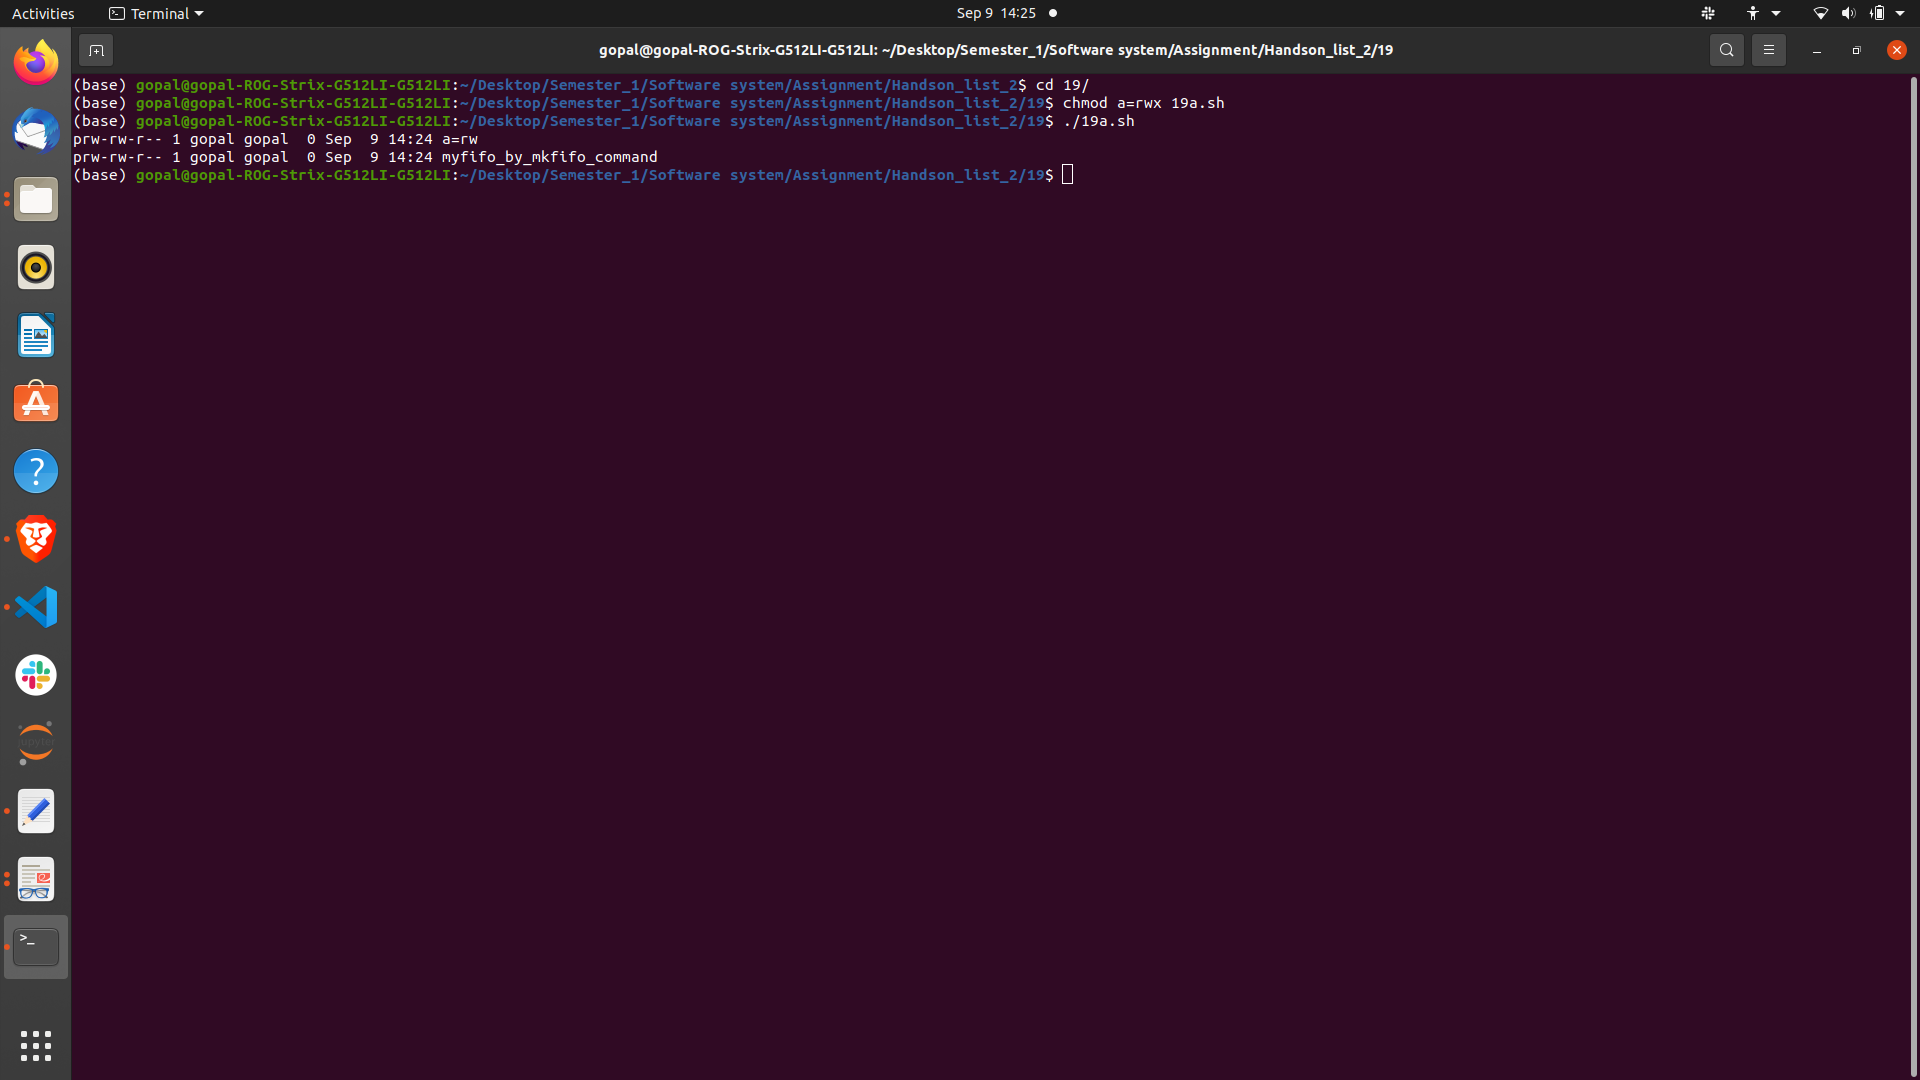 Activities Terminal Sep 9 14:25
gopal@gopal-ROG-Strix-G512LI-G512LI: ~/Desktop/Semester_1/Software system/Assignment/Handson_list_2/19
(base) gopal@gopal-ROG-Strix-G512LI-G512LI:~/Desktop/Semester_1/Software system/Assignment/Handson_list_2$ cd 19/
(base) gopal@gopal-ROG-Strix-G512LI-G512LI:~/Desktop/Semester_1/Software system/Assignment/Handson_list_2/19$ chmod a=rwx 19a.sh
(base) gopal@gopal-ROG-Strix-G512LI-G512LI:~/Desktop/Semester_1/Software system/Assignment/Handson_list_2/19$ ./19a.sh
prw-rw-r-- 1 gopal gopal  0 Sep  9 14:24 a=rw
prw-rw-r-- 1 gopal gopal  0 Sep  9 14:24 myfifo_by_mkfifo_command
(base) gopal@gopal-ROG-Strix-G512LI-G512LI:~/Desktop/Semester_1/Software system/Assignment/Handson_list_2/19$